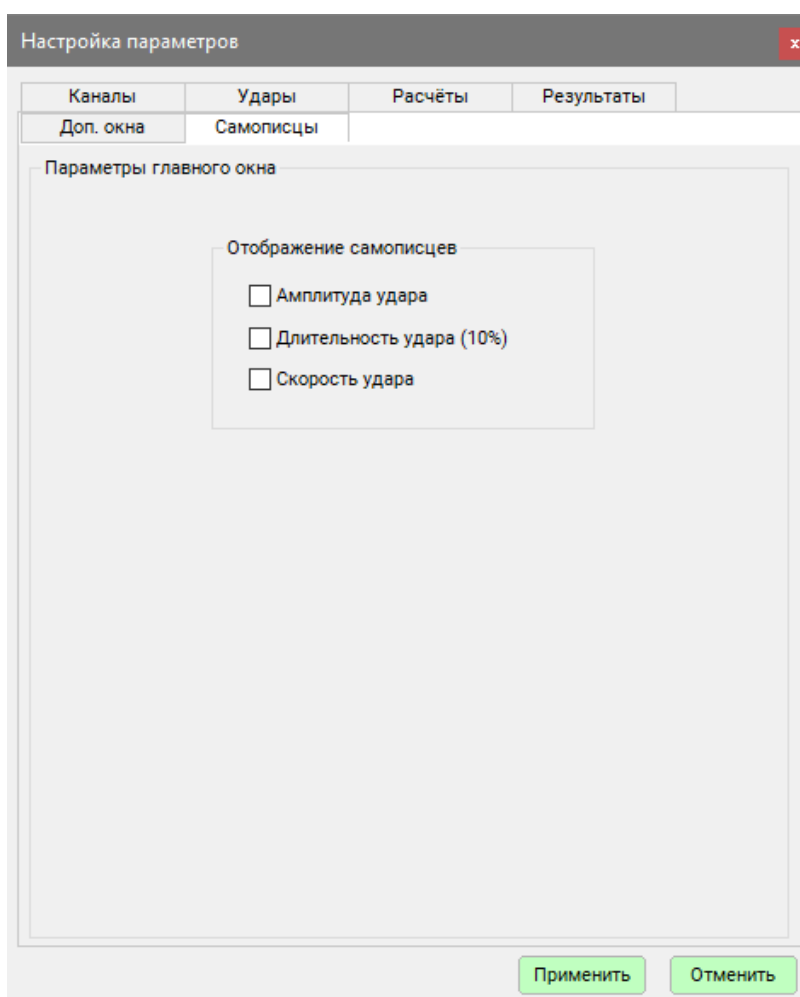 Настройка параметров
x
Каналы Удары Расчёты Результаты
Доп. окна Самописцы
Параметры главного окна
Отображение самописцев
Амплитуда удара
Длительность удара (10%)
Скорость удара
Применить Отменить